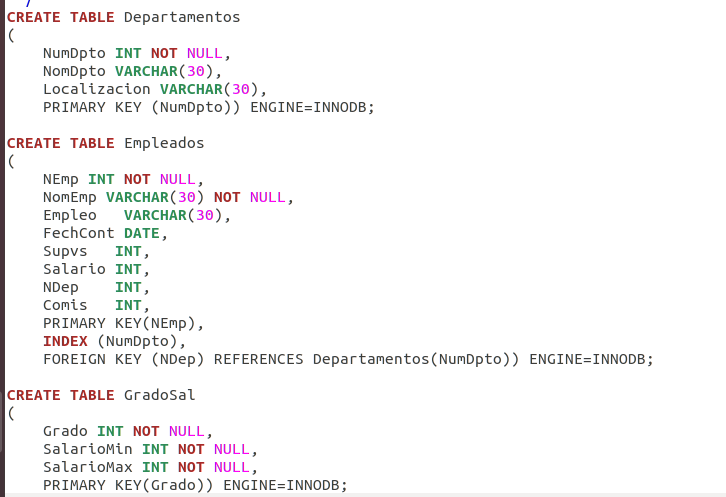 /
CREATE TABLE Departamentos
(
    NumDpto INT NOT NULL,
    NomDpto VARCHAR(30),
    Localizacion VARCHAR(30),
    PRIMARY KEY (NumDpto)) ENGINE=INNODB;

CREATE TABLE Empleados
(
    NEmp INT NOT NULL,
    NomEmp VARCHAR(30) NOT NULL,
    Empleo   VARCHAR(30),
    FechCont DATE,
    Supvs   INT,
    Salario INT,
    NDep    INT,
    Comis   INT,
    PRIMARY KEY(NEmp),
    INDEX (NumDpto),
    FOREIGN KEY (NDep) REFERENCES Departamentos(NumDpto)) ENGINE=INNODB;

CREATE TABLE GradoSal
(
    Grado INT NOT NULL,
    SalarioMin INT NOT NULL,
    SalarioMax INT NOT NULL,
    PRIMARY KEY(Grado)) ENGINE=INNODB;